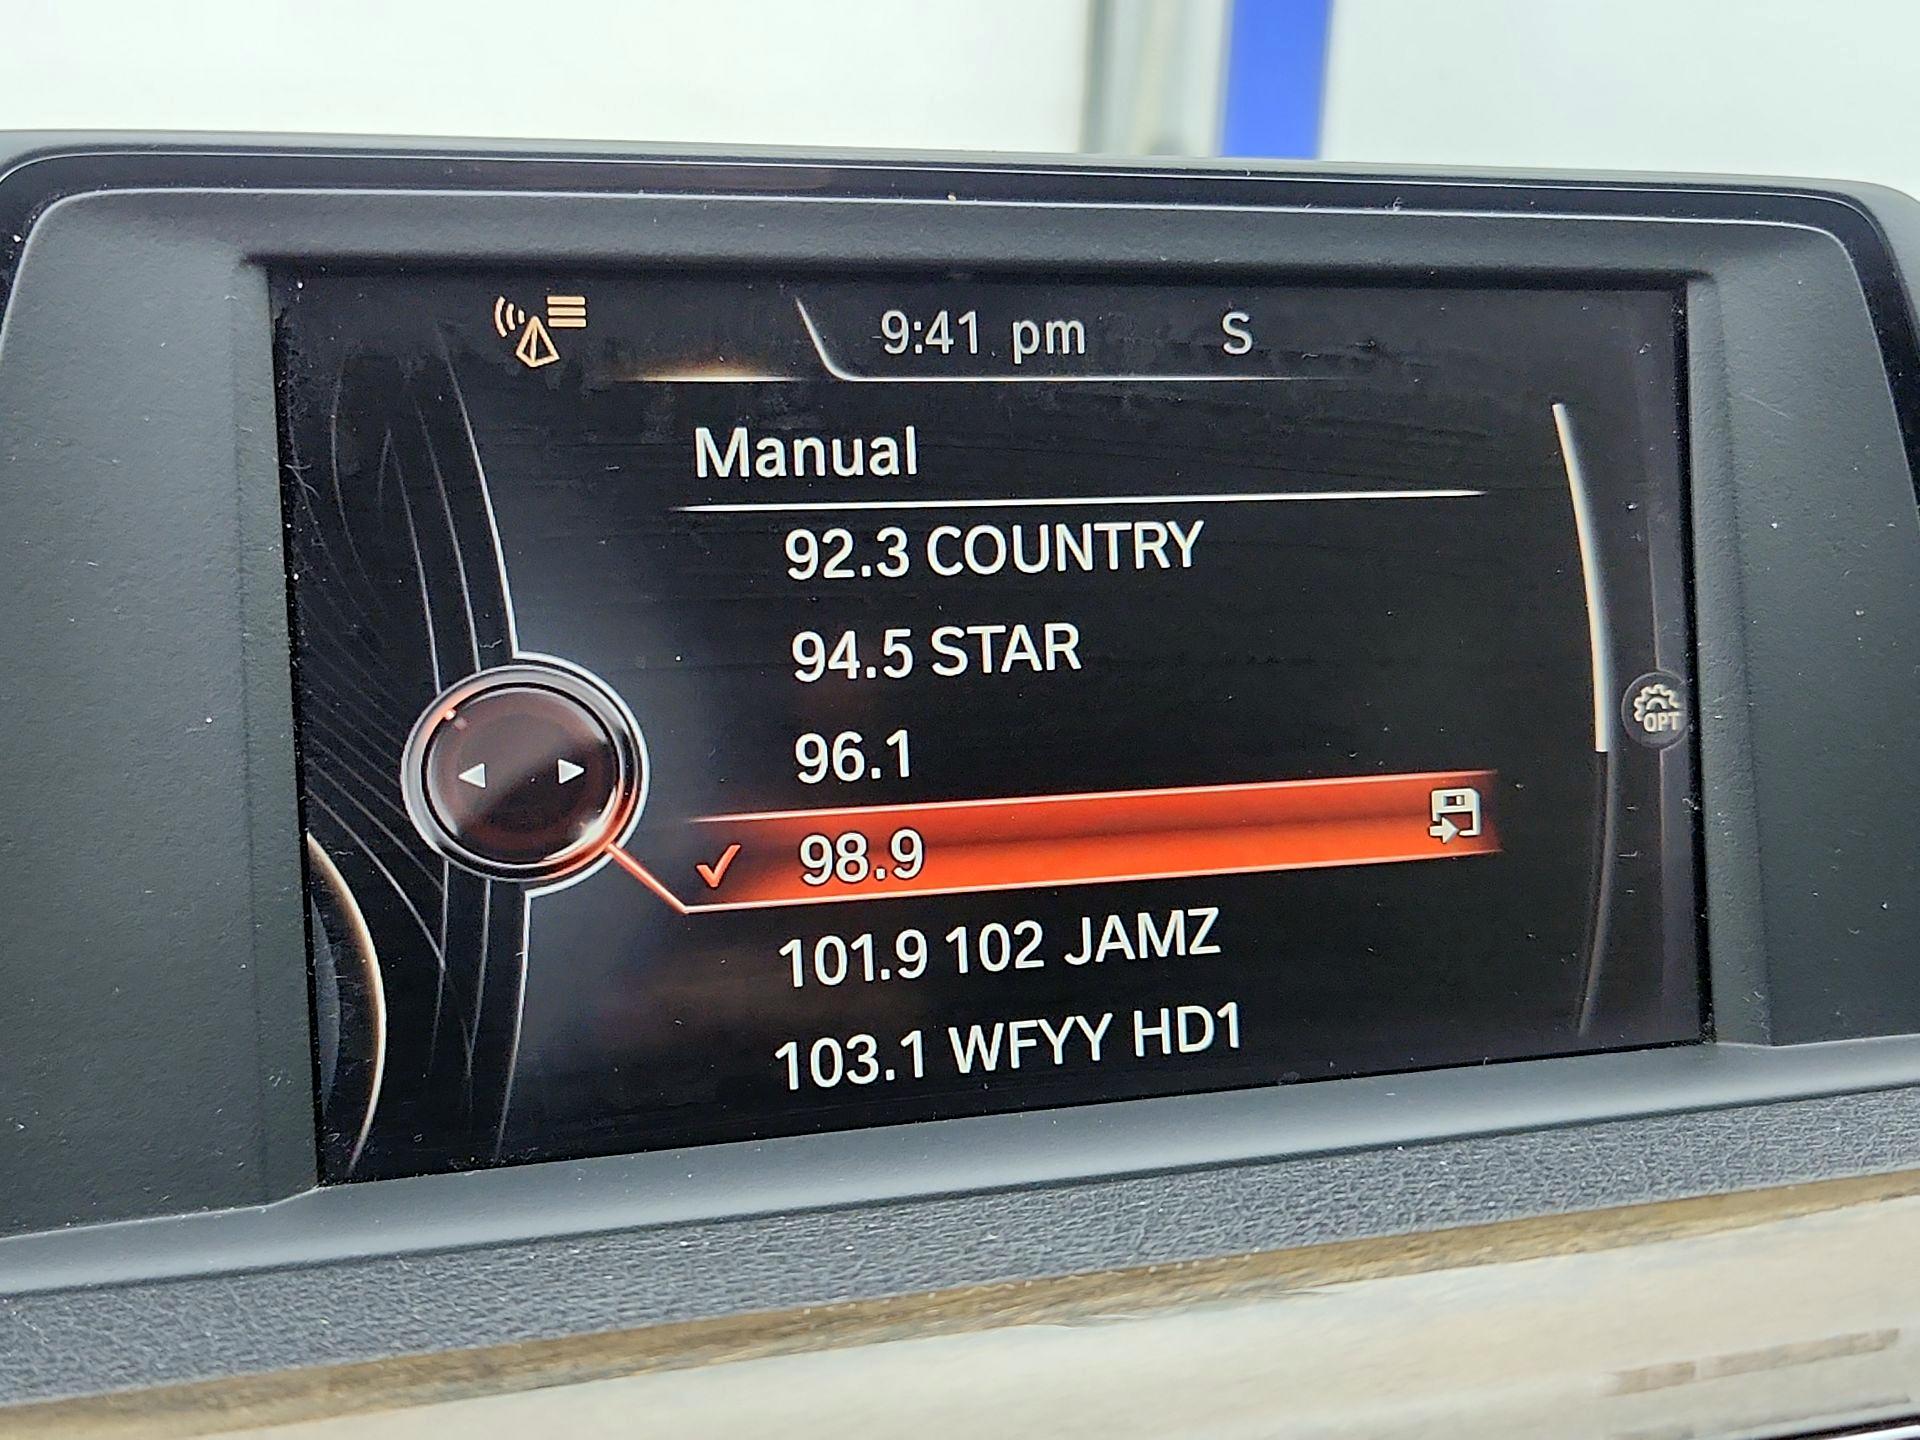 9:41 pm S
Manual
92.3 COUNTRY
94.5 STAR
96.1
98.9
OPT
101.9 102 JAMZ
103.1 WFYY HD1